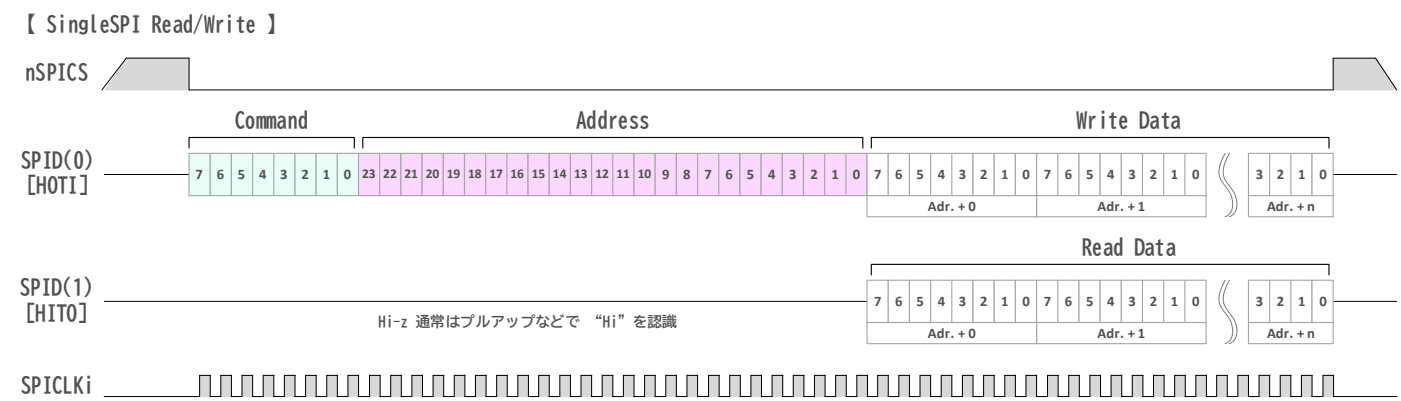 【 SingleSPI Read/Write 】
nSPICS
Command Address Write Data
SPID(0)
[HOTI]
7 6 5 4 3 2 1 0 23 22 21 20 19 18 17 16 15 14 13 12 11 10 9 8 7 6 5 4 3 2 1 0 7 6 5 4 3 2 1 0 7 6 5 4 3 2 1 0 3 2 1 0
Adr. + 0 Adr. + 1 Adr. + n
Read Data
SPID(1)
[HITO]
7 6 5 4 3 2 1 0 7 6 5 4 3 2 1 0 3 2 1 0
Hi-z 通常はプルアップなどで “Hi”を認識
Adr. + 0 Adr. + 1 Adr. + n
SPICLKi